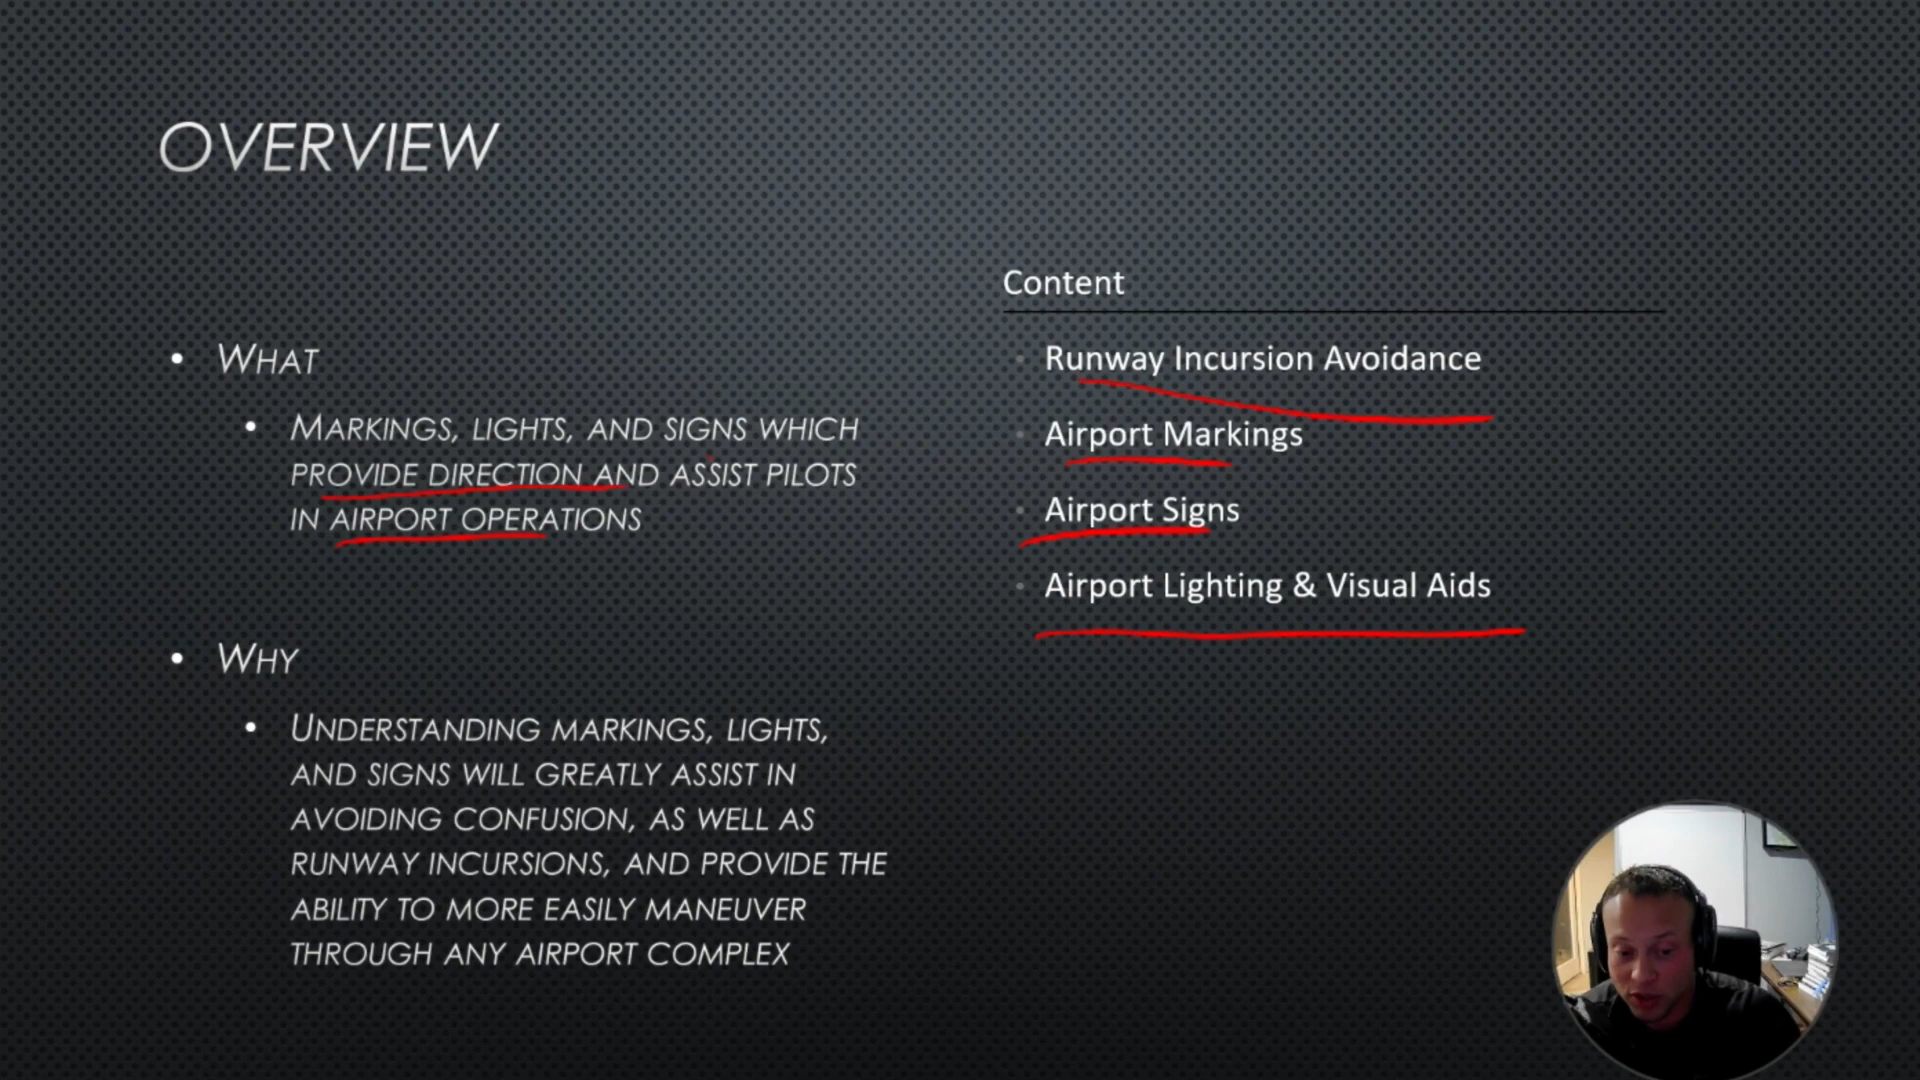 OVERVIEW
• WHAT
• MARKINGS, LIGHTS, AND SIGNS WHICH
PROVIDE DIRECTION AND ASSIST PILOTS
IN AIRPORT OPERATIONS
• WHY
• UNDERSTANDING MARKINGS, LIGHTS,
AND SIGNS WILL GREATLY ASSIST IN
AVOIDING CONFUSION, AS WELL AS
RUNWAY INCURSIONS, AND PROVIDE THE
ABILITY TO MORE EASILY MANEUVER
THROUGH ANY AIRPORT COMPLEX
Content
• Runway Incursion Avoidance
• Airport Markings
• Airport Signs
• Airport Lighting & Visual Aids